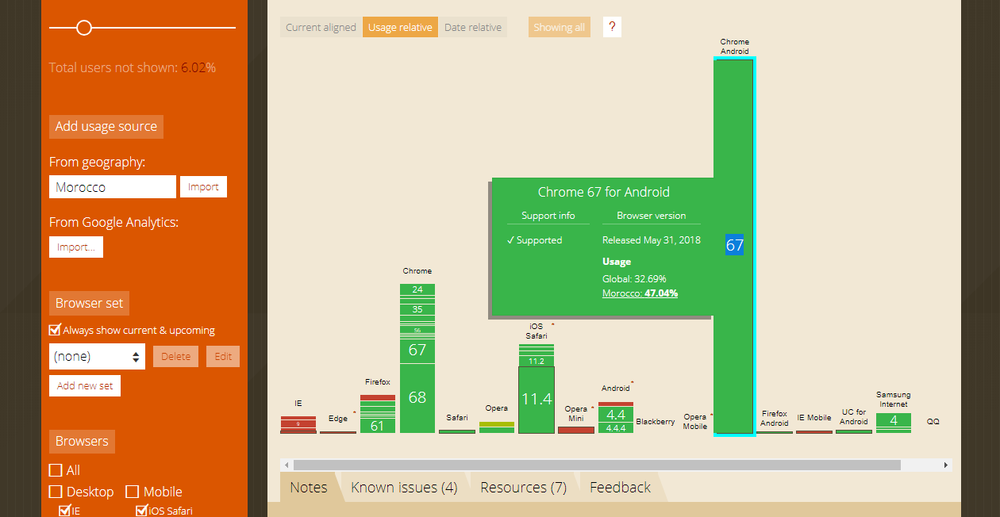 Total users not shown: 6.02%
Add usage source
From geography:
Morocco
Import
From Google Analytics:
Import...
Browser set
Always show current & upcoming
(none)
Delete
Edit
Add new set
Browsers
All
Desktop
Mobile
IE
iOS Safari
Current aligned
Usage relative
Date relative
Showing all
?
Chrome
Android
67
Chrome 67 for Android
Support info
Browser version
✓ Supported
Released May 31, 2018
Usage
Global: 32.69%
Morocco: 47.04%
IE
9
Edge *
Firefox
61
Chrome
24
35
56
67
68
Safari
Opera
iOS *
Safari
11.2
11.4
Opera *
Mini
Android *
4.4
4.4.4
Blackberry
Opera *
Mobile
Firefox
Android
IE Mobile
UC for
Android
Samsung
Internet
4
QQ
Notes
Known issues (4)
Resources (7)
Feedback